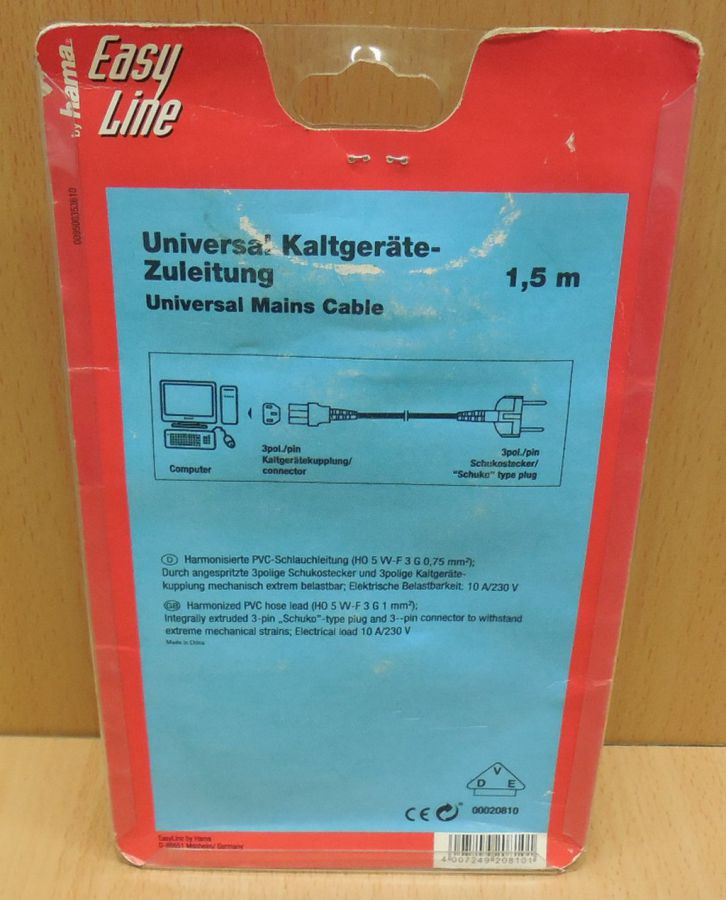 Easy
Line
by hama®
009500353610
Universal Kaltgeräte-
Zuleitung
1,5 m
Universal Mains Cable
Computer
3pol./pin
Kaltgerätekupplung/
connector
3pol./pin
Schukostecker/
"Schuko" type plug
D Harmonisierte PVC-Schlauchleitung (HO 5 VV-F 3 G 0,75 mm²);
Durch angespritzte 3polige Schukostecker und 3polige Kaltgeräte-
kupplung mechanisch extrem belastbar; Elektrische Belastbarkeit: 10 A/230 V
GB Harmonized PVC hose lead (HO 5 VV-F 3 G 1 mm²);
Integrally extruded 3-pin „Schuko"-type plug and 3--pin connector to withstand
extreme mechanical strains; Electrical load 10 A/230 V
Made in China
V
D E
CE 00020810
EasyLine by Hama
D-86651 Monheim/ Germany
4 007249 208101